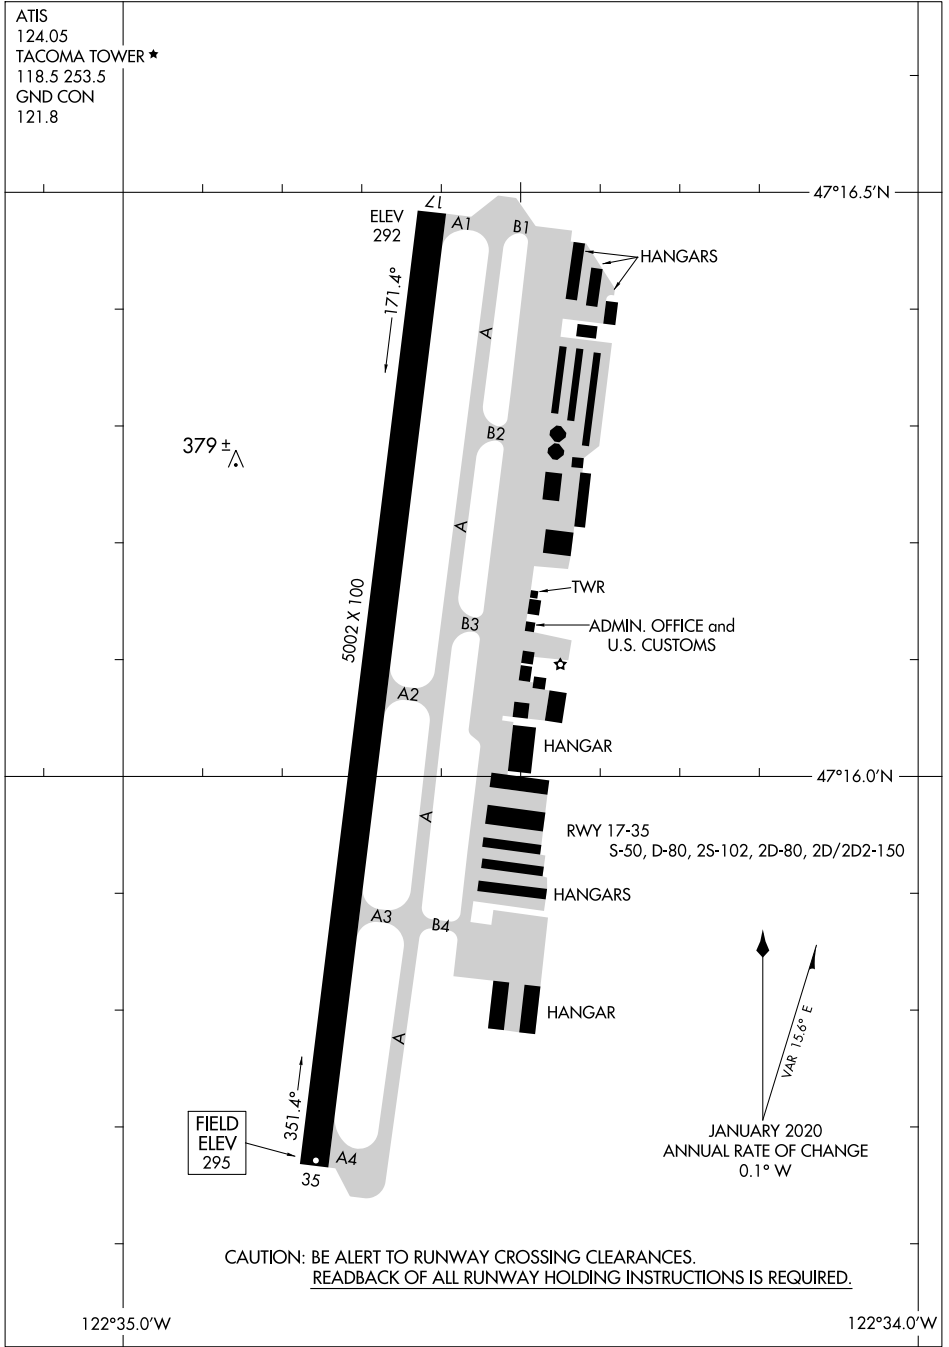 ATIS
124.05
TACOMA TOWER ★
118.5 253.5
GND CON
121.8
47°16.5'N
17
ELEV
292
A1
B1
HANGARS
171.4°
A
B2
379 ±
A
5002 X 100
TWR
B3
ADMIN. OFFICE and
U.S. CUSTOMS
A2
HANGAR
47°16.0'N
A
RWY 17-35
S-50, D-80, 2S-102, 2D-80, 2D/2D2-150
HANGARS
A3
B4
HANGAR
A
VAR 15.6° E
351.4°
FIELD
ELEV
295
A4
35
JANUARY 2020
ANNUAL RATE OF CHANGE
0.1° W
CAUTION: BE ALERT TO RUNWAY CROSSING CLEARANCES.
READBACK OF ALL RUNWAY HOLDING INSTRUCTIONS IS REQUIRED.
122°35.0'W
122°34.0'W